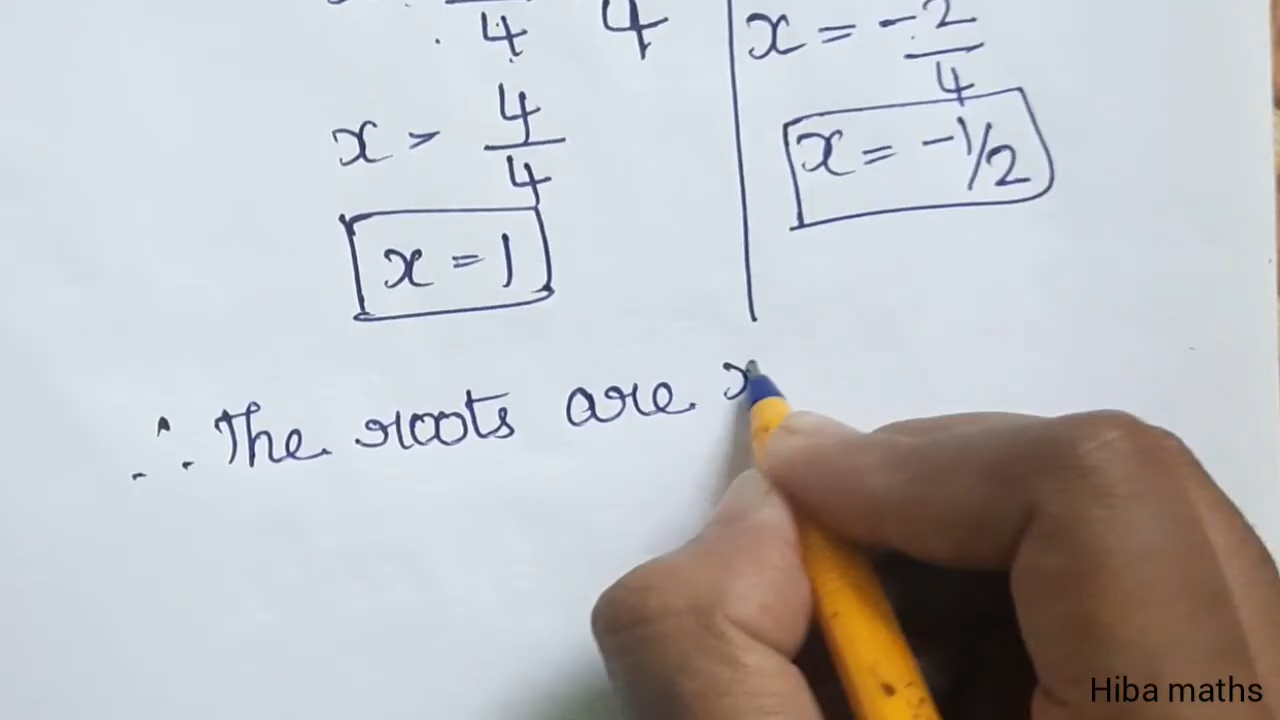 4 4
x = 4/4
x = 1
x = -2/4
x = -1/2
∴ The roots are x
Hiba maths